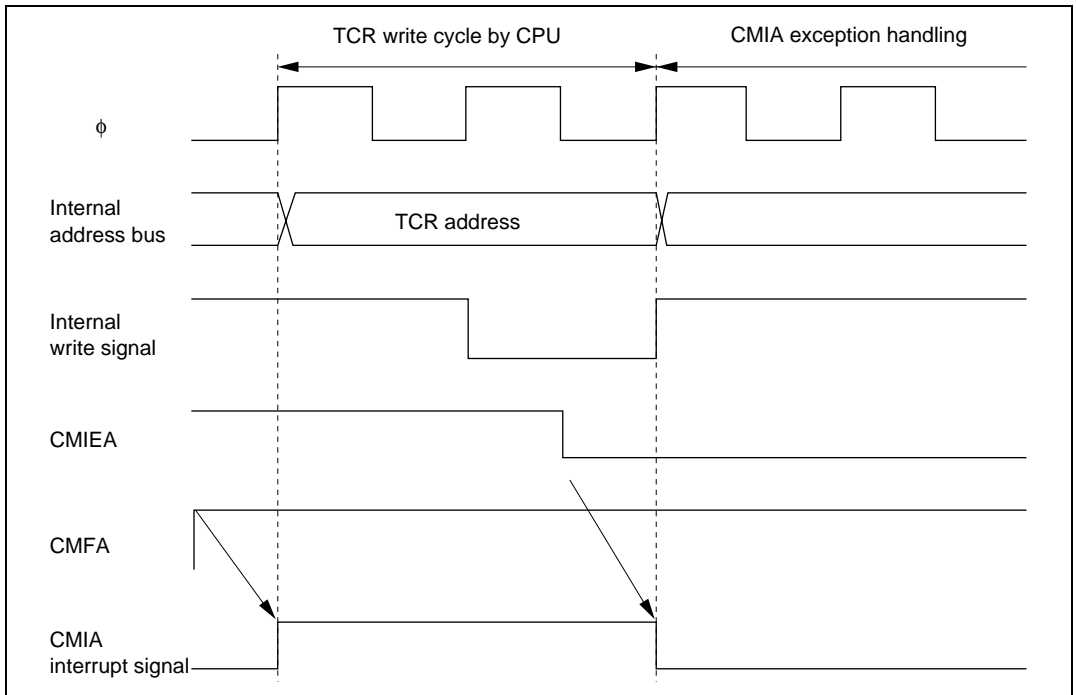 TCR write cycle by CPU
CMIA exception handling
ϕ
Internal
address bus
TCR address
Internal
write signal
CMIEA
CMFA
CMIA
interrupt signal